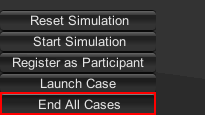 Reset Simulation
Start Simulation
Register as Participant
Launch Case
End All Cases